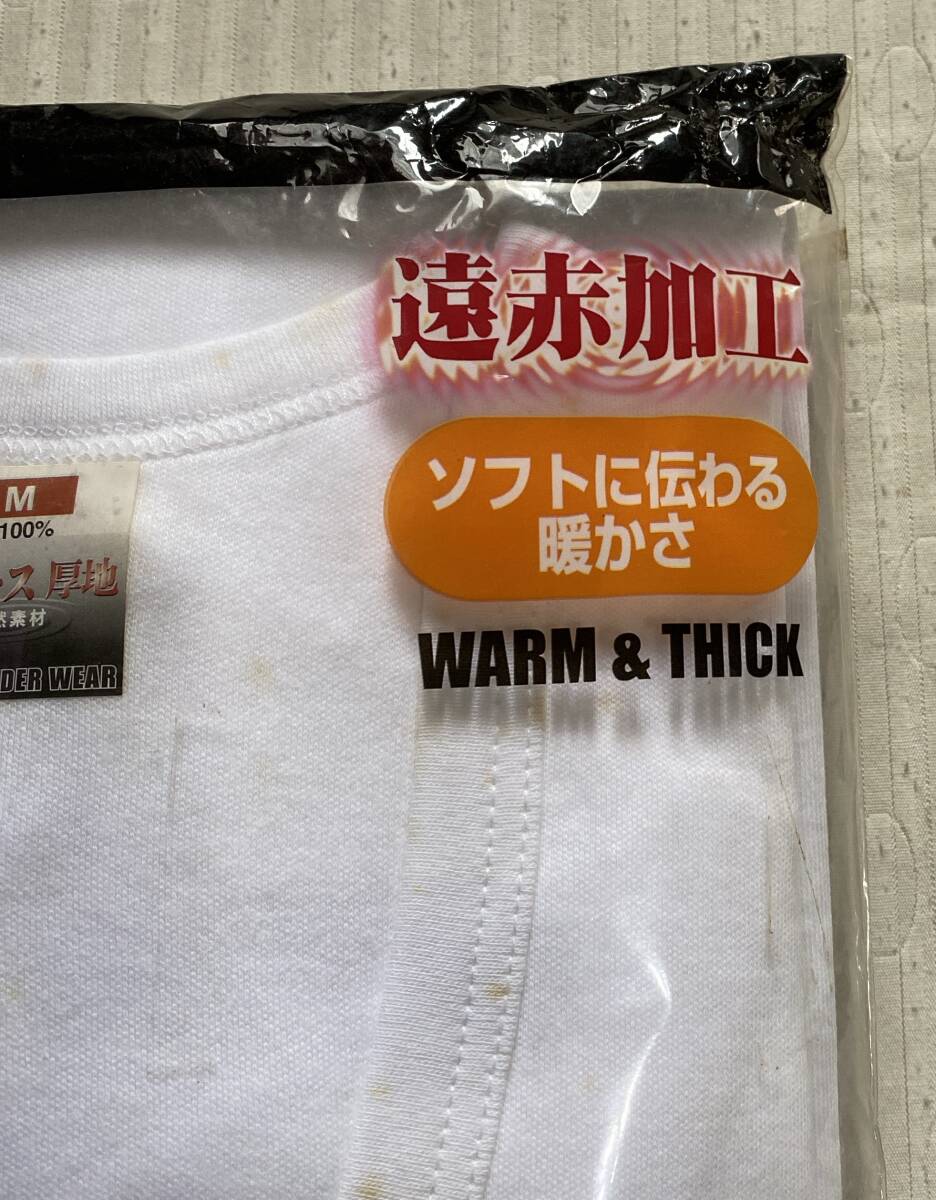 遠赤加工
ソフトに伝わる
暖かさ
WARM & THICK
M
100%
ース 厚地
然素材
DER WEAR